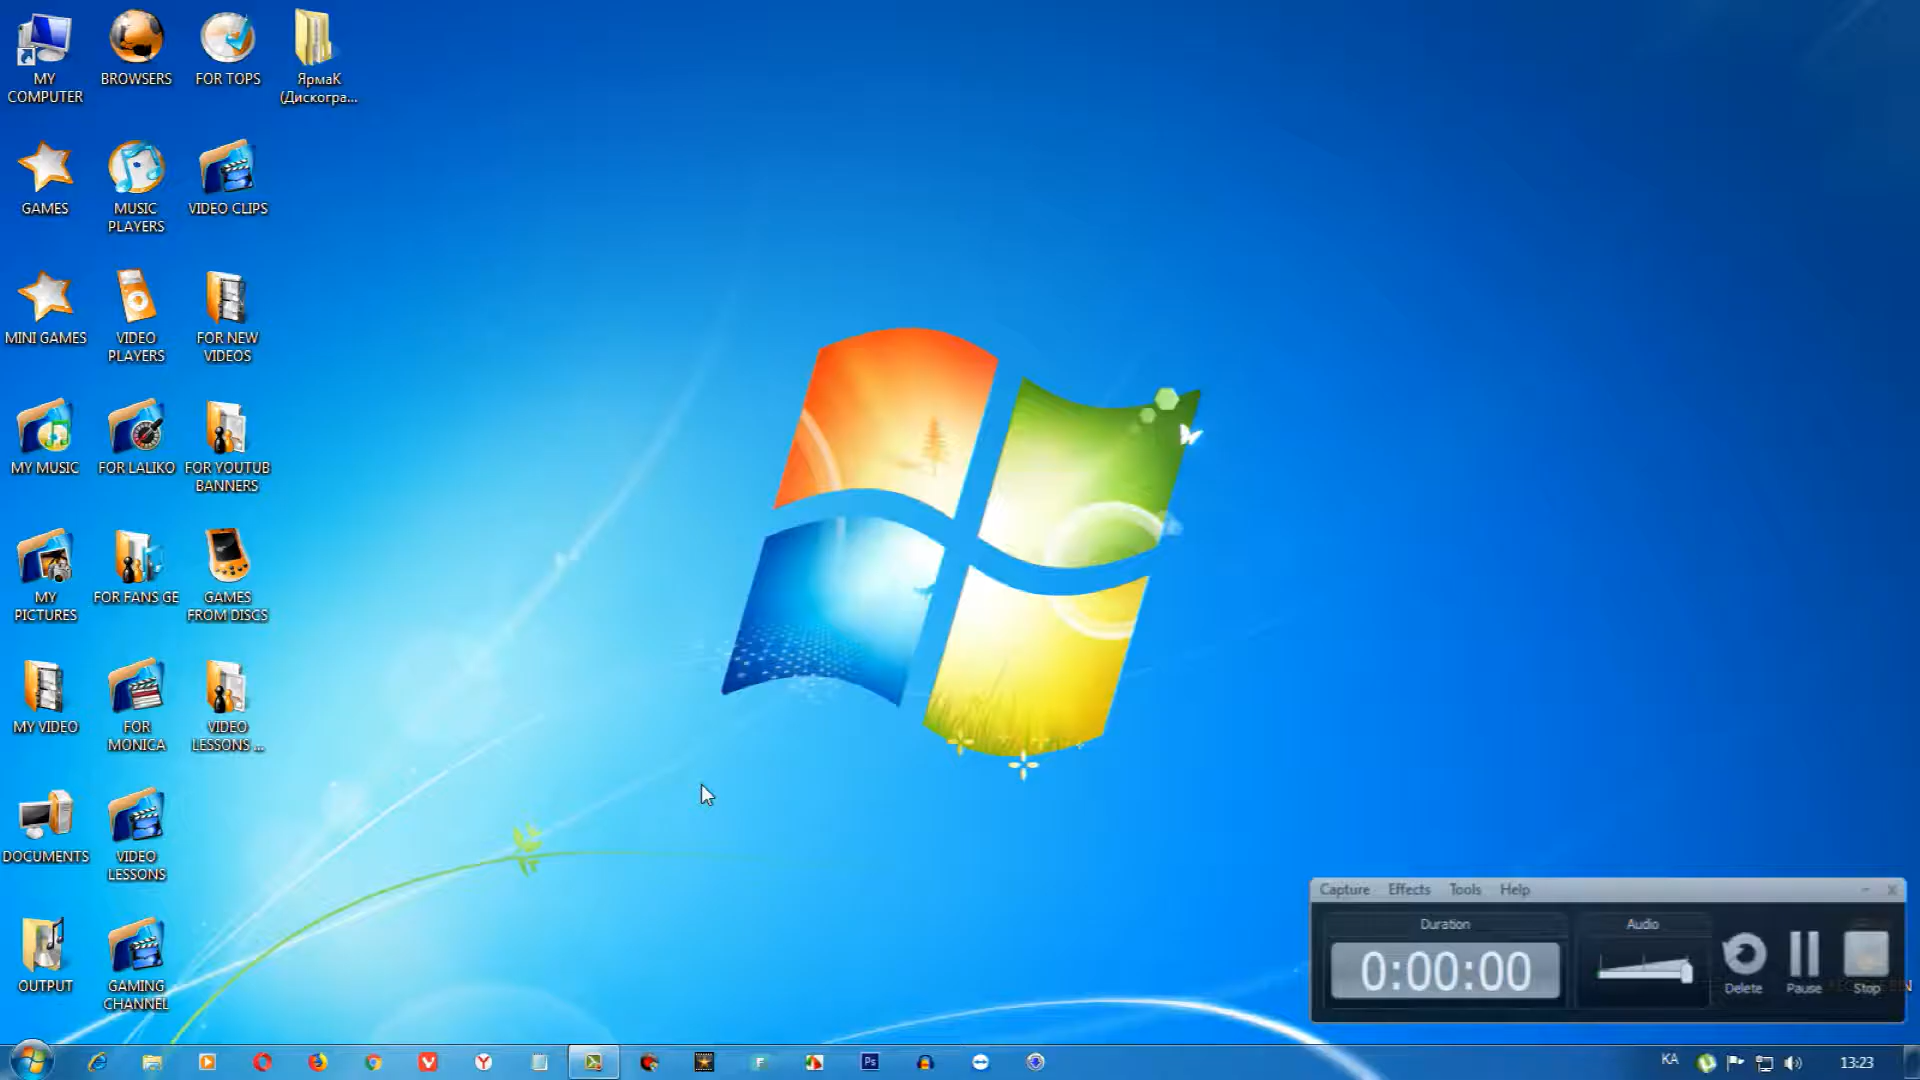 MY
COMPUTER
BROWSERS
FOR TOPS
ЯрмаК
(Дискогра...
GAMES
MUSIC
PLAYERS
VIDEO CLIPS
MINI GAMES
VIDEO
PLAYERS
FOR NEW
VIDEOS
MY MUSIC
FOR LALIKO
FOR YOUTUB
BANNERS
MY
PICTURES
FOR FANS GE
GAMES
FROM DISCS
MY VIDEO
FOR
MONICA
VIDEO
LESSONS ...
DOCUMENTS
VIDEO
LESSONS
OUTPUT
GAMING
CHANNEL
Capture Effects Tools Help
Duration
Audio
0:00:00
Delete
Pause
Stop
Ps
KA
13:23